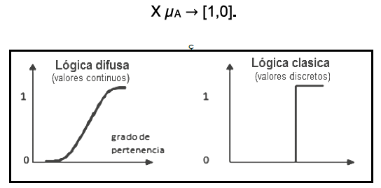 X μA → [1,0].
c
Lógica difusa
(valores continuos)
1
grado de
pertenencia
0
Lógica clasica
(valores discretos)
1
0